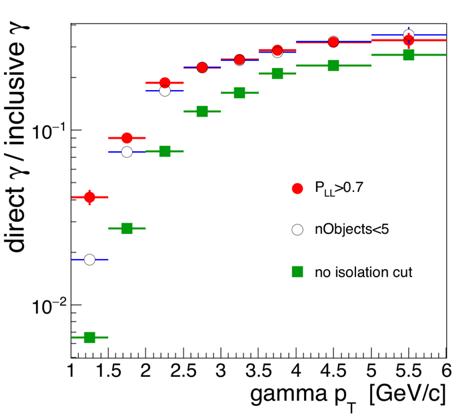 direct γ / inclusive γ
10⁻¹
10⁻²
P_LL>0.7
nObjects<5
no isolation cut
1 1.5 2 2.5 3 3.5 4 4.5 5 5.5 6
gamma p_T [GeV/c]